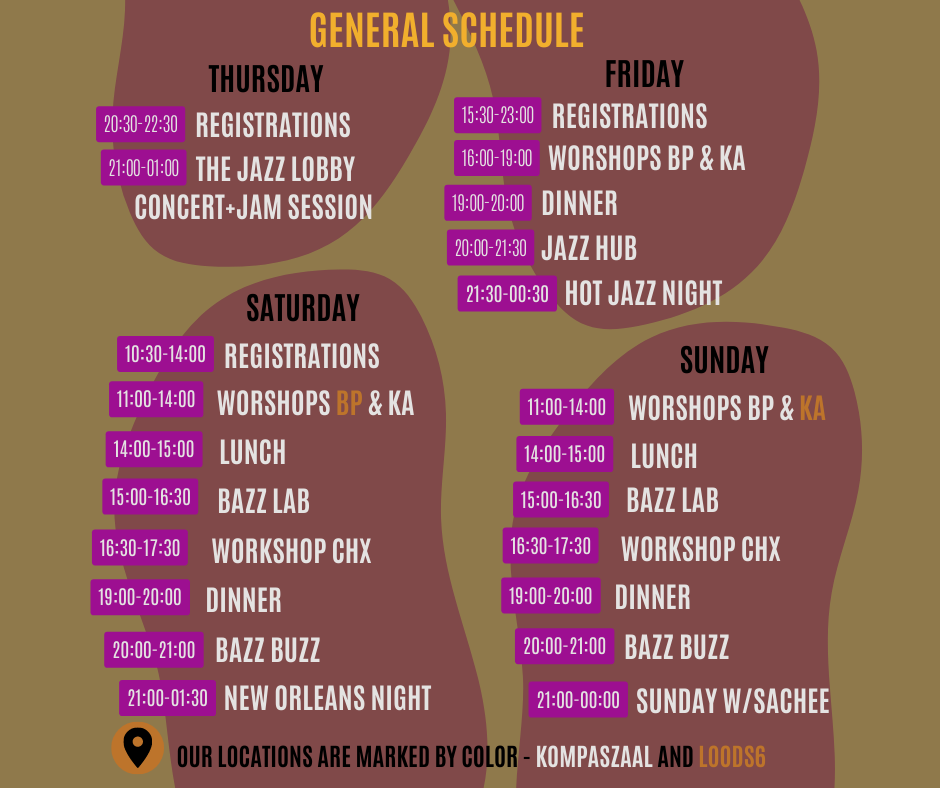 GENERAL SCHEDULE
THURSDAY
20:30-22:30 REGISTRATIONS
21:00-01:00 THE JAZZ LOBBY
CONCERT+JAM SESSION
FRIDAY
15:30-23:00 REGISTRATIONS
16:00-19:00 WORSHOPS BP & KA
19:00-20:00 DINNER
20:00-21:30 JAZZ HUB
21:30-00:30 HOT JAZZ NIGHT
SATURDAY
10:30-14:00 REGISTRATIONS
11:00-14:00 WORSHOPS BP & KA
14:00-15:00 LUNCH
15:00-16:30 BAZZ LAB
16:30-17:30 WORKSHOP CHX
19:00-20:00 DINNER
20:00-21:00 BAZZ BUZZ
21:00-01:30 NEW ORLEANS NIGHT
SUNDAY
11:00-14:00 WORSHOPS BP & KA
14:00-15:00 LUNCH
15:00-16:30 BAZZ LAB
16:30-17:30 WORKSHOP CHX
19:00-20:00 DINNER
20:00-21:00 BAZZ BUZZ
21:00-00:00 SUNDAY W/SACHEE
OUR LOCATIONS ARE MARKED BY COLOR - KOMPASZAAL AND LOODS6